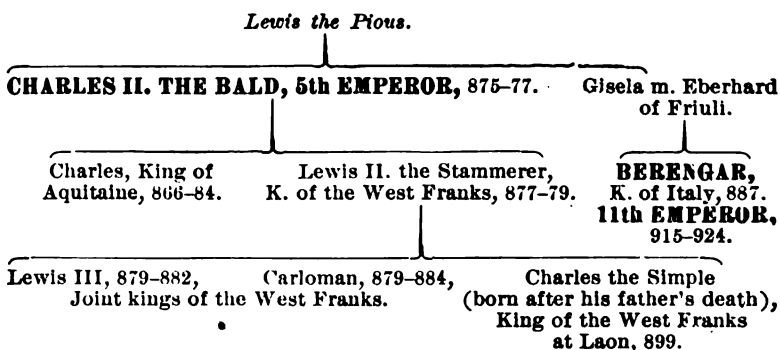 Lewis the Pious.
CHARLES II. THE BALD, 5th EMPEROR, 875–77.
Gisela m. Eberhard
of Friuli.
Charles, King of
Aquitaine, 866–84.
Lewis II. the Stammerer,
K. of the West Franks, 877–79.
BERENGAR,
K. of Italy, 887.
11th EMPEROR,
915–924.
Lewis III, 879–882,
Carloman, 879–884,
Joint kings of the West Franks.
Charles the Simple
(born after his father's death),
King of the West Franks
at Laon, 899.